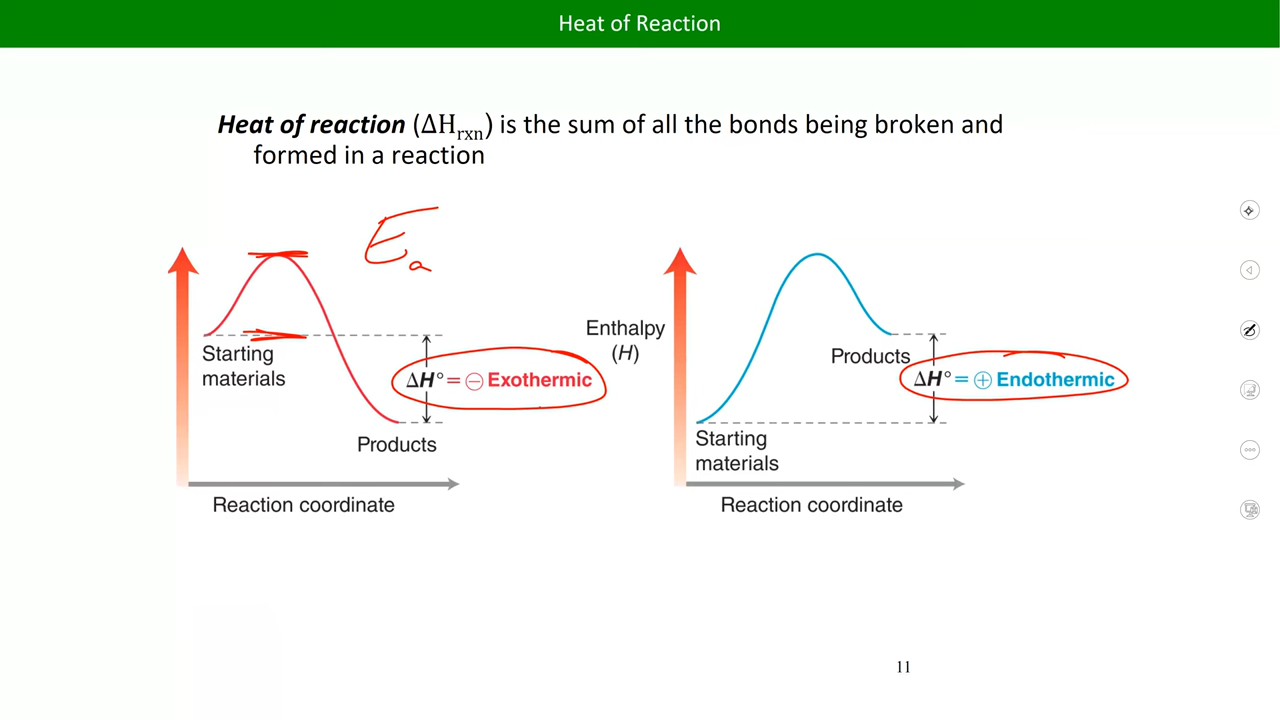 Heat of Reaction
Heat of reaction (ΔHrxn) is the sum of all the bonds being broken and
formed in a reaction
Ea
Starting
materials
ΔH° = ⊖ Exothermic
Products
Reaction coordinate
Enthalpy
(H)
Products
ΔH° = ⊕ Endothermic
Starting
materials
Reaction coordinate
11